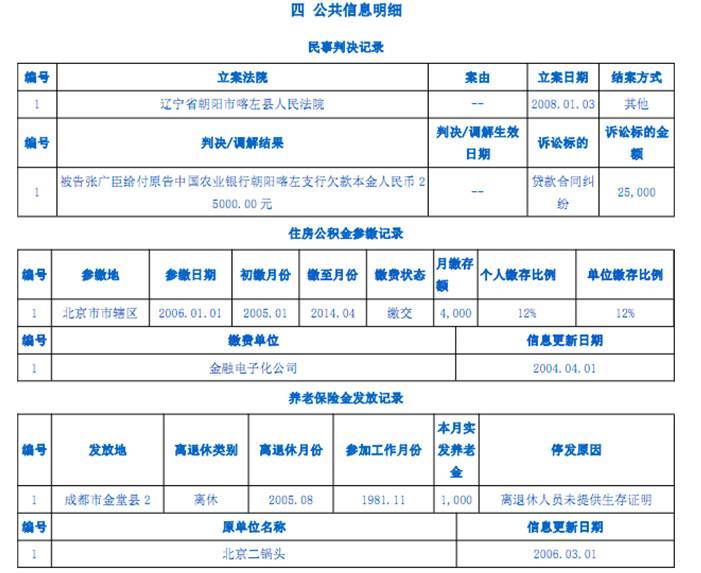 四 公共信息明细
民事判决记录
编号 立案法院 案由 立案日期 结案方式
1 辽宁省朝阳市喀左县人民法院 -- 2008.01.03 其他
编号 判决/调解结果 判决/调解生效日期 诉讼标的 诉讼标的金额
1 被告张广臣给付原告中国农业银行朝阳喀左支行欠款本金人民币25000.00元 -- 贷款合同纠纷 25,000
住房公积金参缴记录
编号 参缴地 参缴日期 初缴月份 缴至月份 缴费状态 月缴存额 个人缴存比例 单位缴存比例
1 北京市市辖区 2006.01.01 2005.01 2014.04 缴交 4,000 12% 12%
编号 缴费单位 信息更新日期
1 金融电子化公司 2004.04.01
养老保险金发放记录
编号 发放地 离退休类别 离退休月份 参加工作月份 本月实发养老金 停发原因
1 成都市金堂县2 离休 2005.08 1981.11 1,000 离退休人员未提供生存证明
编号 原单位名称 信息更新日期
1 北京二锅头 2006.03.01